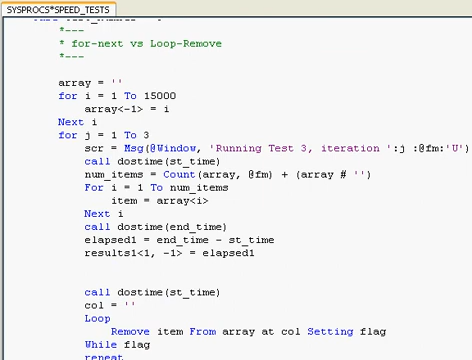 SYSPROCS*SPEED_TESTS
*---
* for-next vs Loop-Remove
*---
array = ''
for i = 1 To 15000
array<-1> = i
Next i
for j = 1 To 3
scr = Msg(@Window, 'Running Test 3, iteration ':j :@fm:'U')
call dostime(st_time)
num_items = Count(array, @fm) + (array # '')
For i = 1 To num_items
item = array<i>
Next i
call dostime(end_time)
elapsed1 = end_time - st_time
results1<1, -1> = elapsed1
call dostime(st_time)
col = ''
Loop
Remove item From array at col Setting flag
While flag
repeat